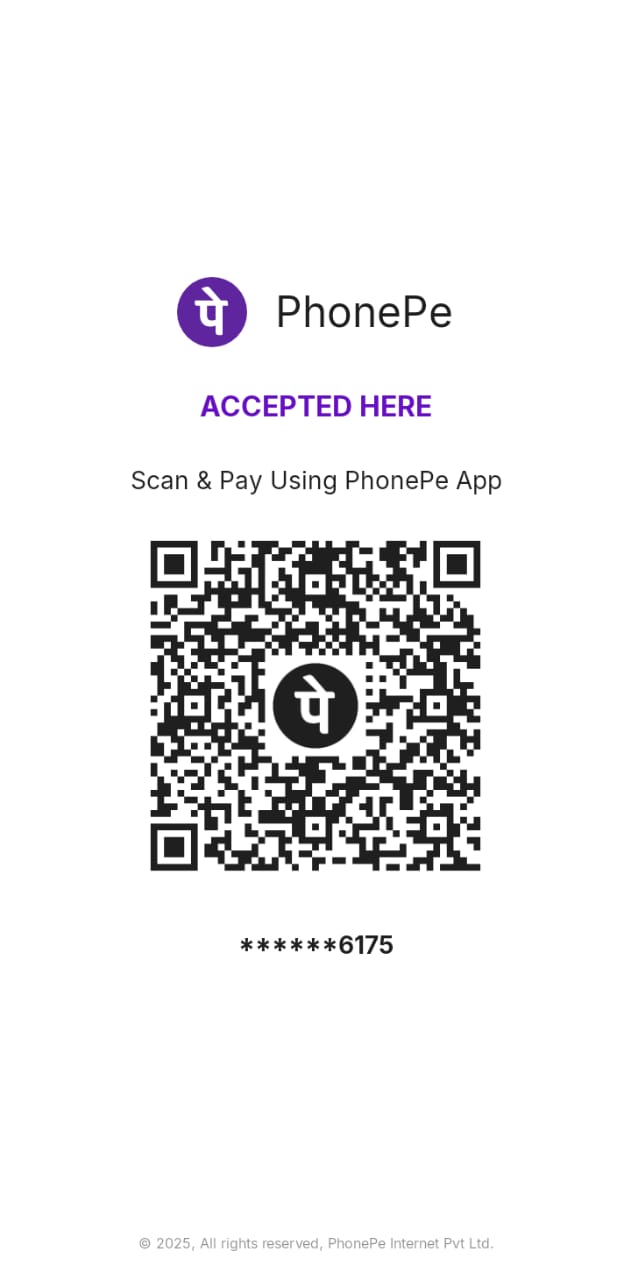 पे PhonePe
ACCEPTED HERE
Scan & Pay Using PhonePe App
पे
******6175
© 2025, All rights reserved, PhonePe Internet Pvt Ltd.